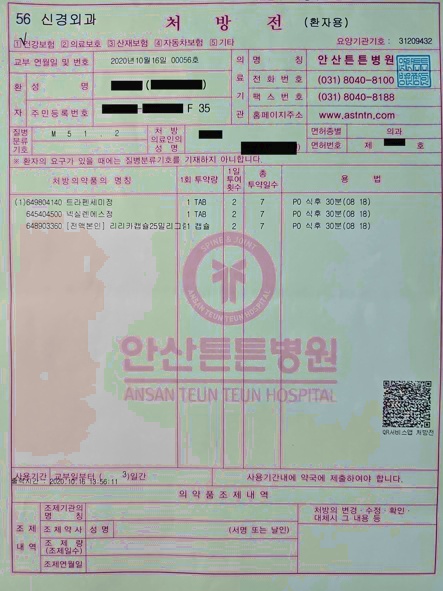 56 신경외과 처 방 전 (환자용)
①건강보험 ②의료보호 ③산재보험 ④자동차보험 ⑤기타 요양기관기호 : 31209432
교부 연월일 및 번호 2020년10월16일 00056호
의료기관 명 칭 안산튼튼병원
전 화 번 호 (031) 8040-8100
팩 스 번 호 (031) 8040-8188
홈페이지주소 www.astntn.com
환자 성 명 ( )
주민등록번호 - F 35
질병분류기호 M 5 1 . 2
처 방 의료인의 성 명
면허종별 의과
면허번호 제 호
※ 환자의 요구가 있을 때에는 질병분류기호를 기재하지 아니합니다.
처방의약품의 명칭 1회 투약량 1일투여횟수 총투약일수 용 법
(1)649804140 트라펜세미정 1 TAB 2 7 PO 식후 30분(08 18)
645404500 넥실렌에스정 1 TAB 2 7 PO 식후 30분(08 18)
648903360 [전액본인] 리리카캡슐25밀리그 1 캡슐 2 7 PO 식후 30분(08 18)
SPINE & JOINT
ANSAN TEUN TEUN HOSPITAL
안산튼튼병원
ANSAN TEUN TEUN HOSPITAL
QR서비스앱 처방전
사용기간 교부일로부터 ( 3)일간 사용기간내에 약국에 제출하여야 합니다.
출력시간 : 2020.10.16 13:56:11
의 약 품 조 제 내 역
조제내역
조제기관의 명 칭
처방의 변경·수정·확인·대체시 그 내용 등
조제약사 성 명 (서명 또는 날인)
조 제 량 (조제일수)
조제연월일